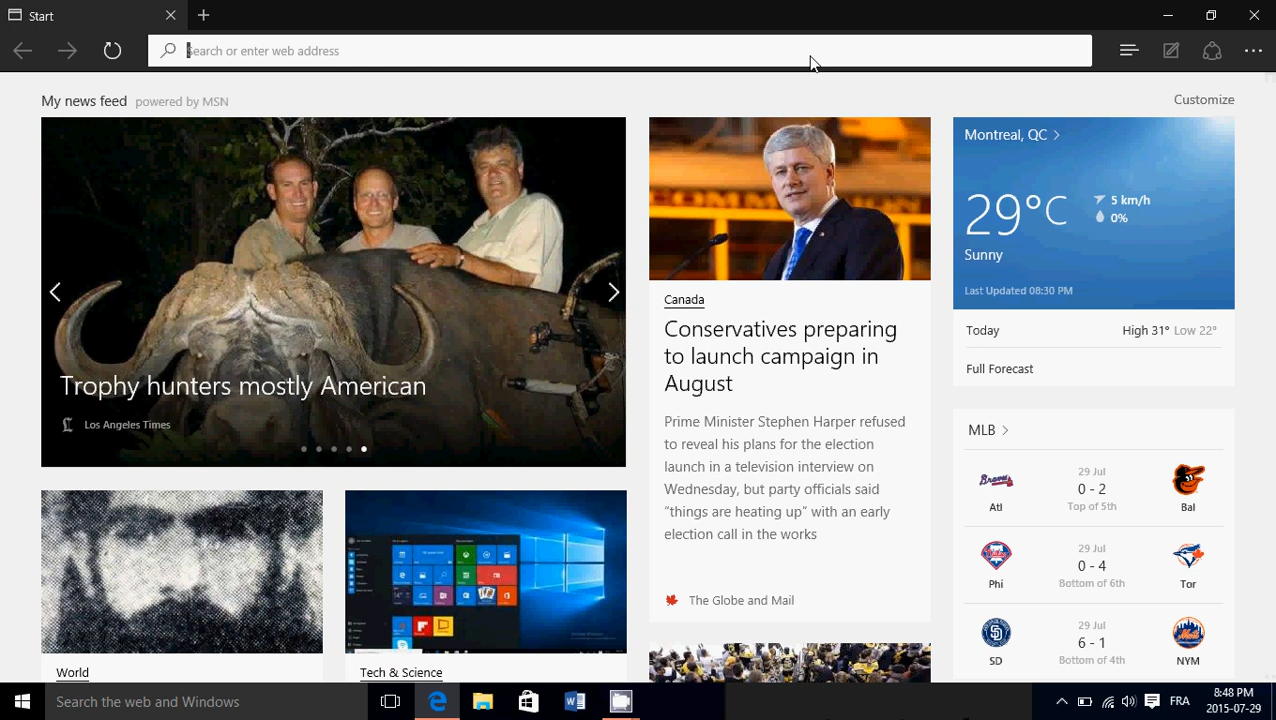 Start
Search or enter web address
My news feed powered by MSN
Customize
Trophy hunters mostly American
Los Angeles Times
World
Tech & Science
Canada
Conservatives preparing
to launch campaign in
August
Prime Minister Stephen Harper refused
to reveal his plans for the election
launch in a television interview on
Wednesday, but party officials said
"things are heating up" with an early
election call in the works
The Globe and Mail
Montreal, QC
29°C
5 km/h
0%
Sunny
Last Updated 08:30 PM
Today High 31° Low 22°
Full Forecast
MLB
29 Jul
0 - 2
Top of 5th
Atl Bal
29 Jul
0 - 4
Bottom of 6th
Phi Tor
29 Jul
6 - 1
Bottom of 4th
SD NYM
Search the web and Windows
FRA
8:48 PM
2015-07-29